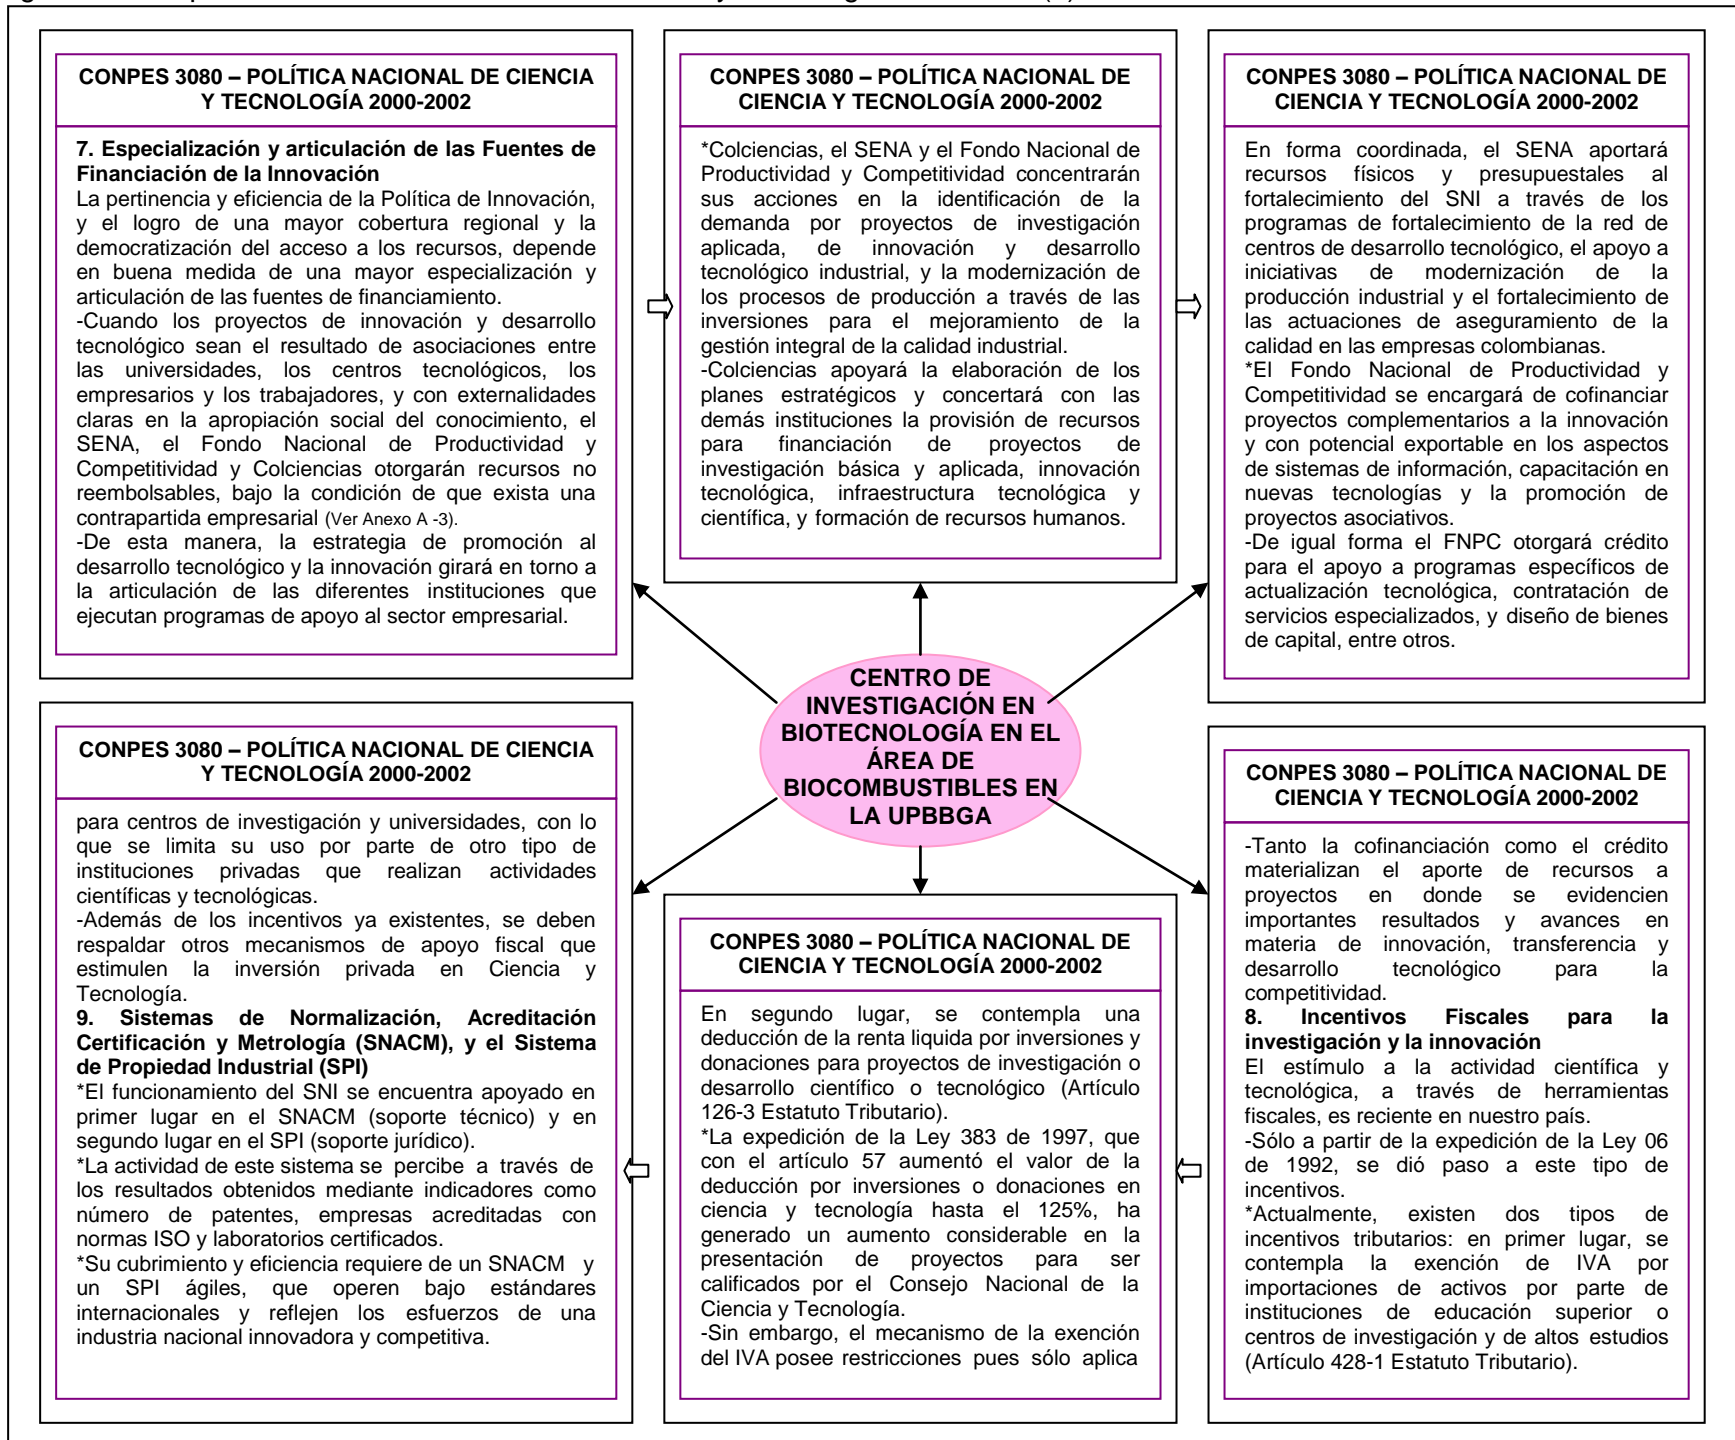 CONPES 3080 – POLÍTICA NACIONAL DE CIENCIA
Y TECNOLOGÍA 2000-2002
7. Especialización y articulación de las Fuentes de
Financiación de la Innovación
La pertinencia y eficiencia de la Política de Innovación,
y el logro de una mayor cobertura regional y la
democratización del acceso a los recursos, depende
en buena medida de una mayor especialización y
articulación de las fuentes de financiamiento.
-Cuando los proyectos de innovación y desarrollo
tecnológico sean el resultado de asociaciones entre
las universidades, los centros tecnológicos, los
empresarios y los trabajadores, y con externalidades
claras en la apropiación social del conocimiento, el
SENA, el Fondo Nacional de Productividad y
Competitividad y Colciencias otorgarán recursos no
reembolsables, bajo la condición de que exista una
contrapartida empresarial (Ver Anexo A -3).
-De esta manera, la estrategia de promoción al
desarrollo tecnológico y la innovación girará en torno a
la articulación de las diferentes instituciones que
ejecutan programas de apoyo al sector empresarial.
CONPES 3080 – POLÍTICA NACIONAL DE
CIENCIA Y TECNOLOGÍA 2000-2002
*Colciencias, el SENA y el Fondo Nacional de
Productividad y Competitividad concentrarán
sus acciones en la identificación de la
demanda por proyectos de investigación
aplicada, de innovación y desarrollo
tecnológico industrial, y la modernización de
los procesos de producción a través de las
inversiones para el mejoramiento de la
gestión integral de la calidad industrial.
-Colciencias apoyará la elaboración de los
planes estratégicos y concertará con las
demás instituciones la provisión de recursos
para financiación de proyectos de
investigación básica y aplicada, innovación
tecnológica, infraestructura tecnológica y
científica, y formación de recursos humanos.
CONPES 3080 – POLÍTICA NACIONAL DE
CIENCIA Y TECNOLOGÍA 2000-2002
En forma coordinada, el SENA aportará
recursos físicos y presupuestales al
fortalecimiento del SNI a través de los
programas de fortalecimiento de la red de
centros de desarrollo tecnológico, el apoyo a
iniciativas de modernización de la
producción industrial y el fortalecimiento de
las actuaciones de aseguramiento de la
calidad en las empresas colombianas.
*El Fondo Nacional de Productividad y
Competitividad se encargará de cofinanciar
proyectos complementarios a la innovación
y con potencial exportable en los aspectos
de sistemas de información, capacitación en
nuevas tecnologías y la promoción de
proyectos asociativos.
-De igual forma el FNPC otorgará crédito
para el apoyo a programas específicos de
actualización tecnológica, contratación de
servicios especializados, y diseño de bienes
de capital, entre otros.
CENTRO DE
INVESTIGACIÓN EN
BIOTECNOLOGÍA EN EL
ÁREA DE
BIOCOMBUSTIBLES EN
LA UPBBGA
CONPES 3080 – POLÍTICA NACIONAL DE CIENCIA
Y TECNOLOGÍA 2000-2002
para centros de investigación y universidades, con lo
que se limita su uso por parte de otro tipo de
instituciones privadas que realizan actividades
científicas y tecnológicas.
-Además de los incentivos ya existentes, se deben
respaldar otros mecanismos de apoyo fiscal que
estimulen la inversión privada en Ciencia y
Tecnología.
9. Sistemas de Normalización, Acreditación
Certificación y Metrología (SNACM), y el Sistema
de Propiedad Industrial (SPI)
*El funcionamiento del SNI se encuentra apoyado en
primer lugar en el SNACM (soporte técnico) y en
segundo lugar en el SPI (soporte jurídico).
*La actividad de este sistema se percibe a través de
los resultados obtenidos mediante indicadores como
número de patentes, empresas acreditadas con
normas ISO y laboratorios certificados.
*Su cubrimiento y eficiencia requiere de un SNACM y
un SPI ágiles, que operen bajo estándares
internacionales y reflejen los esfuerzos de una
industria nacional innovadora y competitiva.
CONPES 3080 – POLÍTICA NACIONAL DE
CIENCIA Y TECNOLOGÍA 2000-2002
En segundo lugar, se contempla una
deducción de la renta liquida por inversiones y
donaciones para proyectos de investigación o
desarrollo científico o tecnológico (Artículo
126-3 Estatuto Tributario).
*La expedición de la Ley 383 de 1997, que
con el artículo 57 aumentó el valor de la
deducción por inversiones o donaciones en
ciencia y tecnología hasta el 125%, ha
generado un aumento considerable en la
presentación de proyectos para ser
calificados por el Consejo Nacional de la
Ciencia y Tecnología.
-Sin embargo, el mecanismo de la exención
del IVA posee restricciones pues sólo aplica
CONPES 3080 – POLÍTICA NACIONAL DE
CIENCIA Y TECNOLOGÍA 2000-2002
-Tanto la cofinanciación como el crédito
materializan el aporte de recursos a
proyectos en donde se evidencien
importantes resultados y avances en
materia de innovación, transferencia y
desarrollo tecnológico para la
competitividad.
8. Incentivos Fiscales para la
investigación y la innovación
El estímulo a la actividad científica y
tecnológica, a través de herramientas
fiscales, es reciente en nuestro país.
-Sólo a partir de la expedición de la Ley 06
de 1992, se dió paso a este tipo de
incentivos.
*Actualmente, existen dos tipos de
incentivos tributarios: en primer lugar, se
contempla la exención de IVA por
importaciones de activos por parte de
instituciones de educación superior o
centros de investigación y de altos estudios
(Artículo 428-1 Estatuto Tributario).